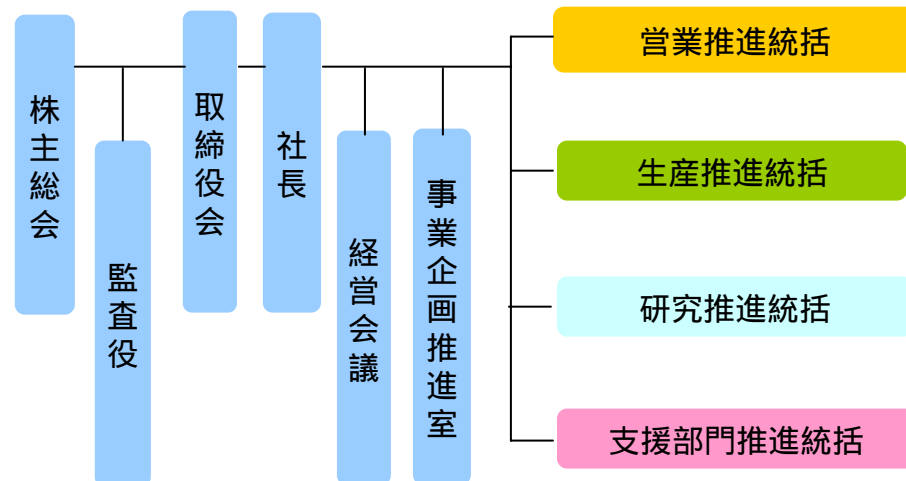 株主総会
監査役
取締役会
社長
経営会議
事業企画推進室
営業推進統括
生産推進統括
研究推進統括
支援部門推進統括